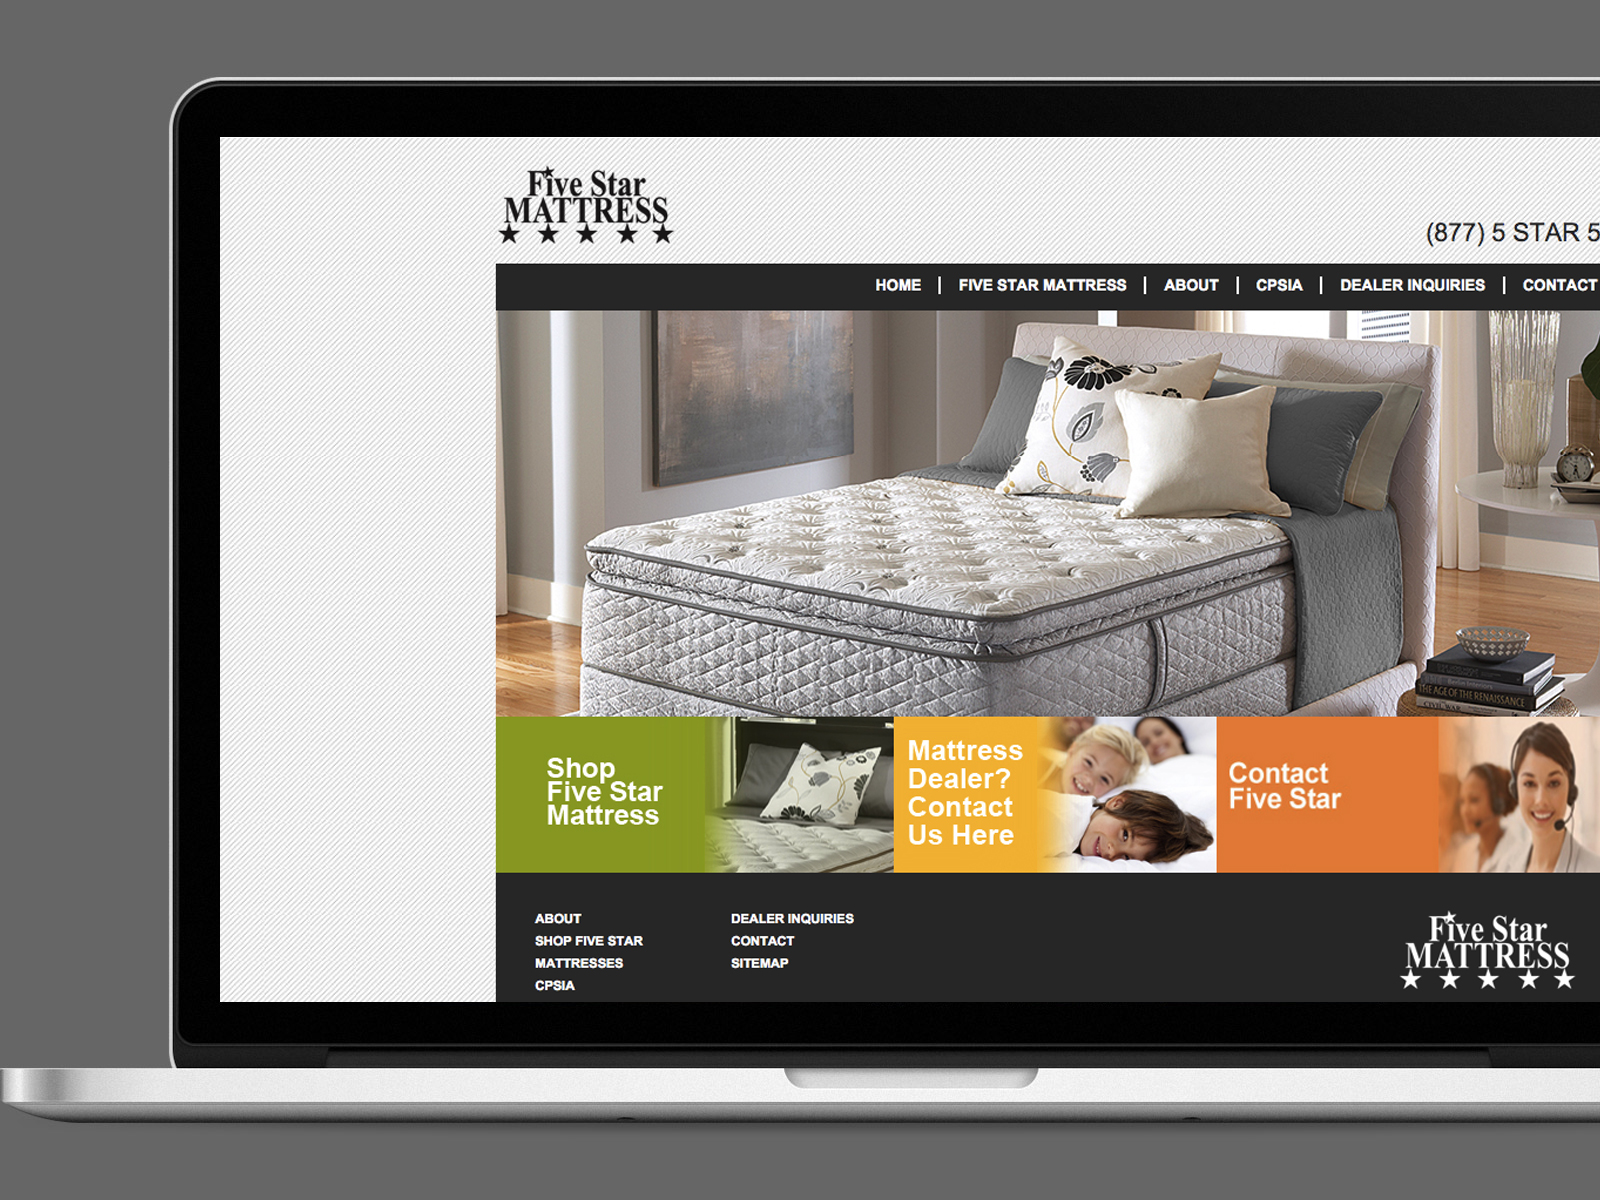 Five Star
MATTRESS
(877) 5 STAR 5
HOME | FIVE STAR MATTRESS | ABOUT | CPSIA | DEALER INQUIRIES | CONTACT
THE AGE OF THE RENAISSANCE
CIVIL WAR
Shop
Five Star
Mattress
Mattress
Dealer?
Contact
Us Here
Contact
Five Star
ABOUT
SHOP FIVE STAR
MATTRESSES
CPSIA
DEALER INQUIRIES
CONTACT
SITEMAP
Five Star
MATTRESS